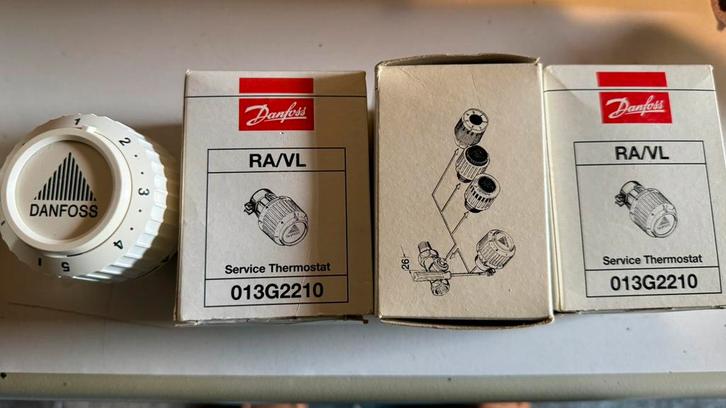 1
2
3
4
5
DANFOSS
Danfoss
RA/VL
Service Thermostat
013G2210
26
Danfoss
RA/VL
Service Thermostat
013G2210